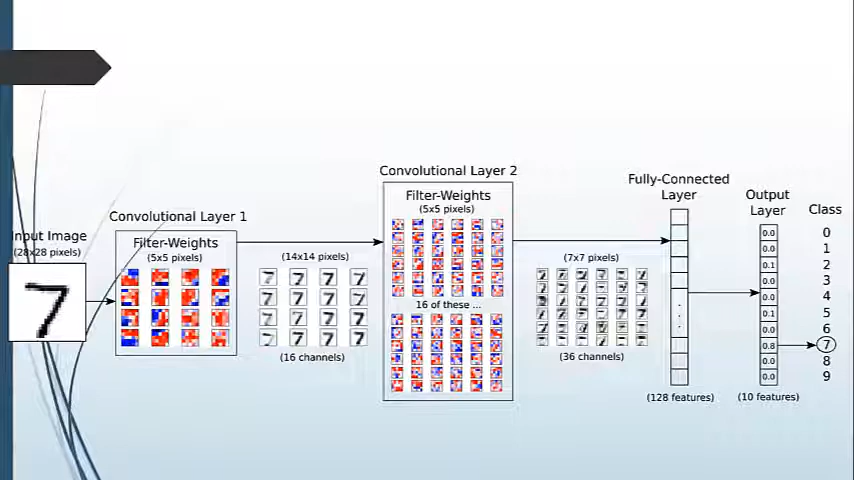 Input Image
(28x28 pixels)
7
Convolutional Layer 1
Filter-Weights
(5x5 pixels)
(14x14 pixels)
(16 channels)
Convolutional Layer 2
Filter-Weights
(5x5 pixels)
16 of these ...
(7x7 pixels)
(36 channels)
Fully-Connected
Layer
(128 features)
Output
Layer
0.0
0.0
0.1
0.0
0.0
0.1
0.0
0.8
0.0
0.0
(10 features)
Class
0
1
2
3
4
5
6
7
8
9